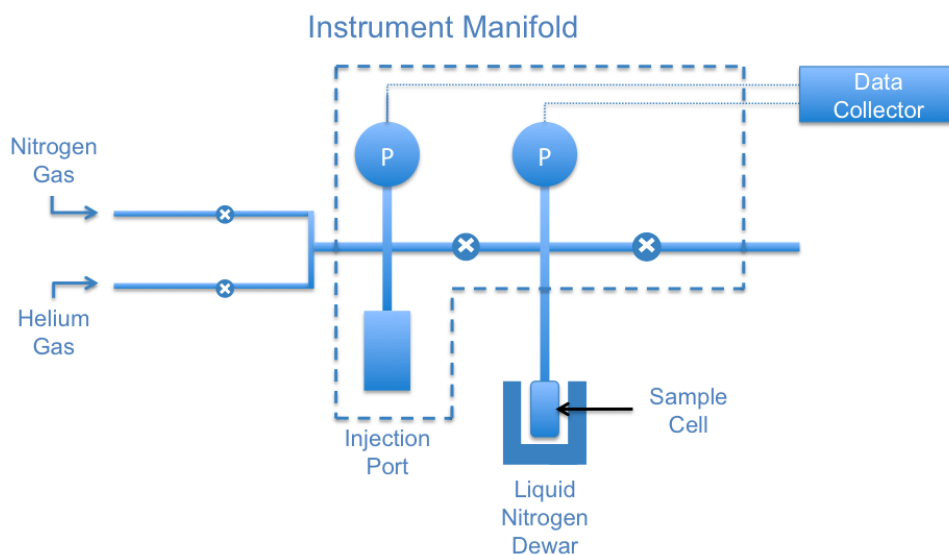 Instrument Manifold
Data
Collector
P
P
Nitrogen
Gas
Helium
Gas
Injection
Port
Sample
Cell
Liquid
Nitrogen
Dewar